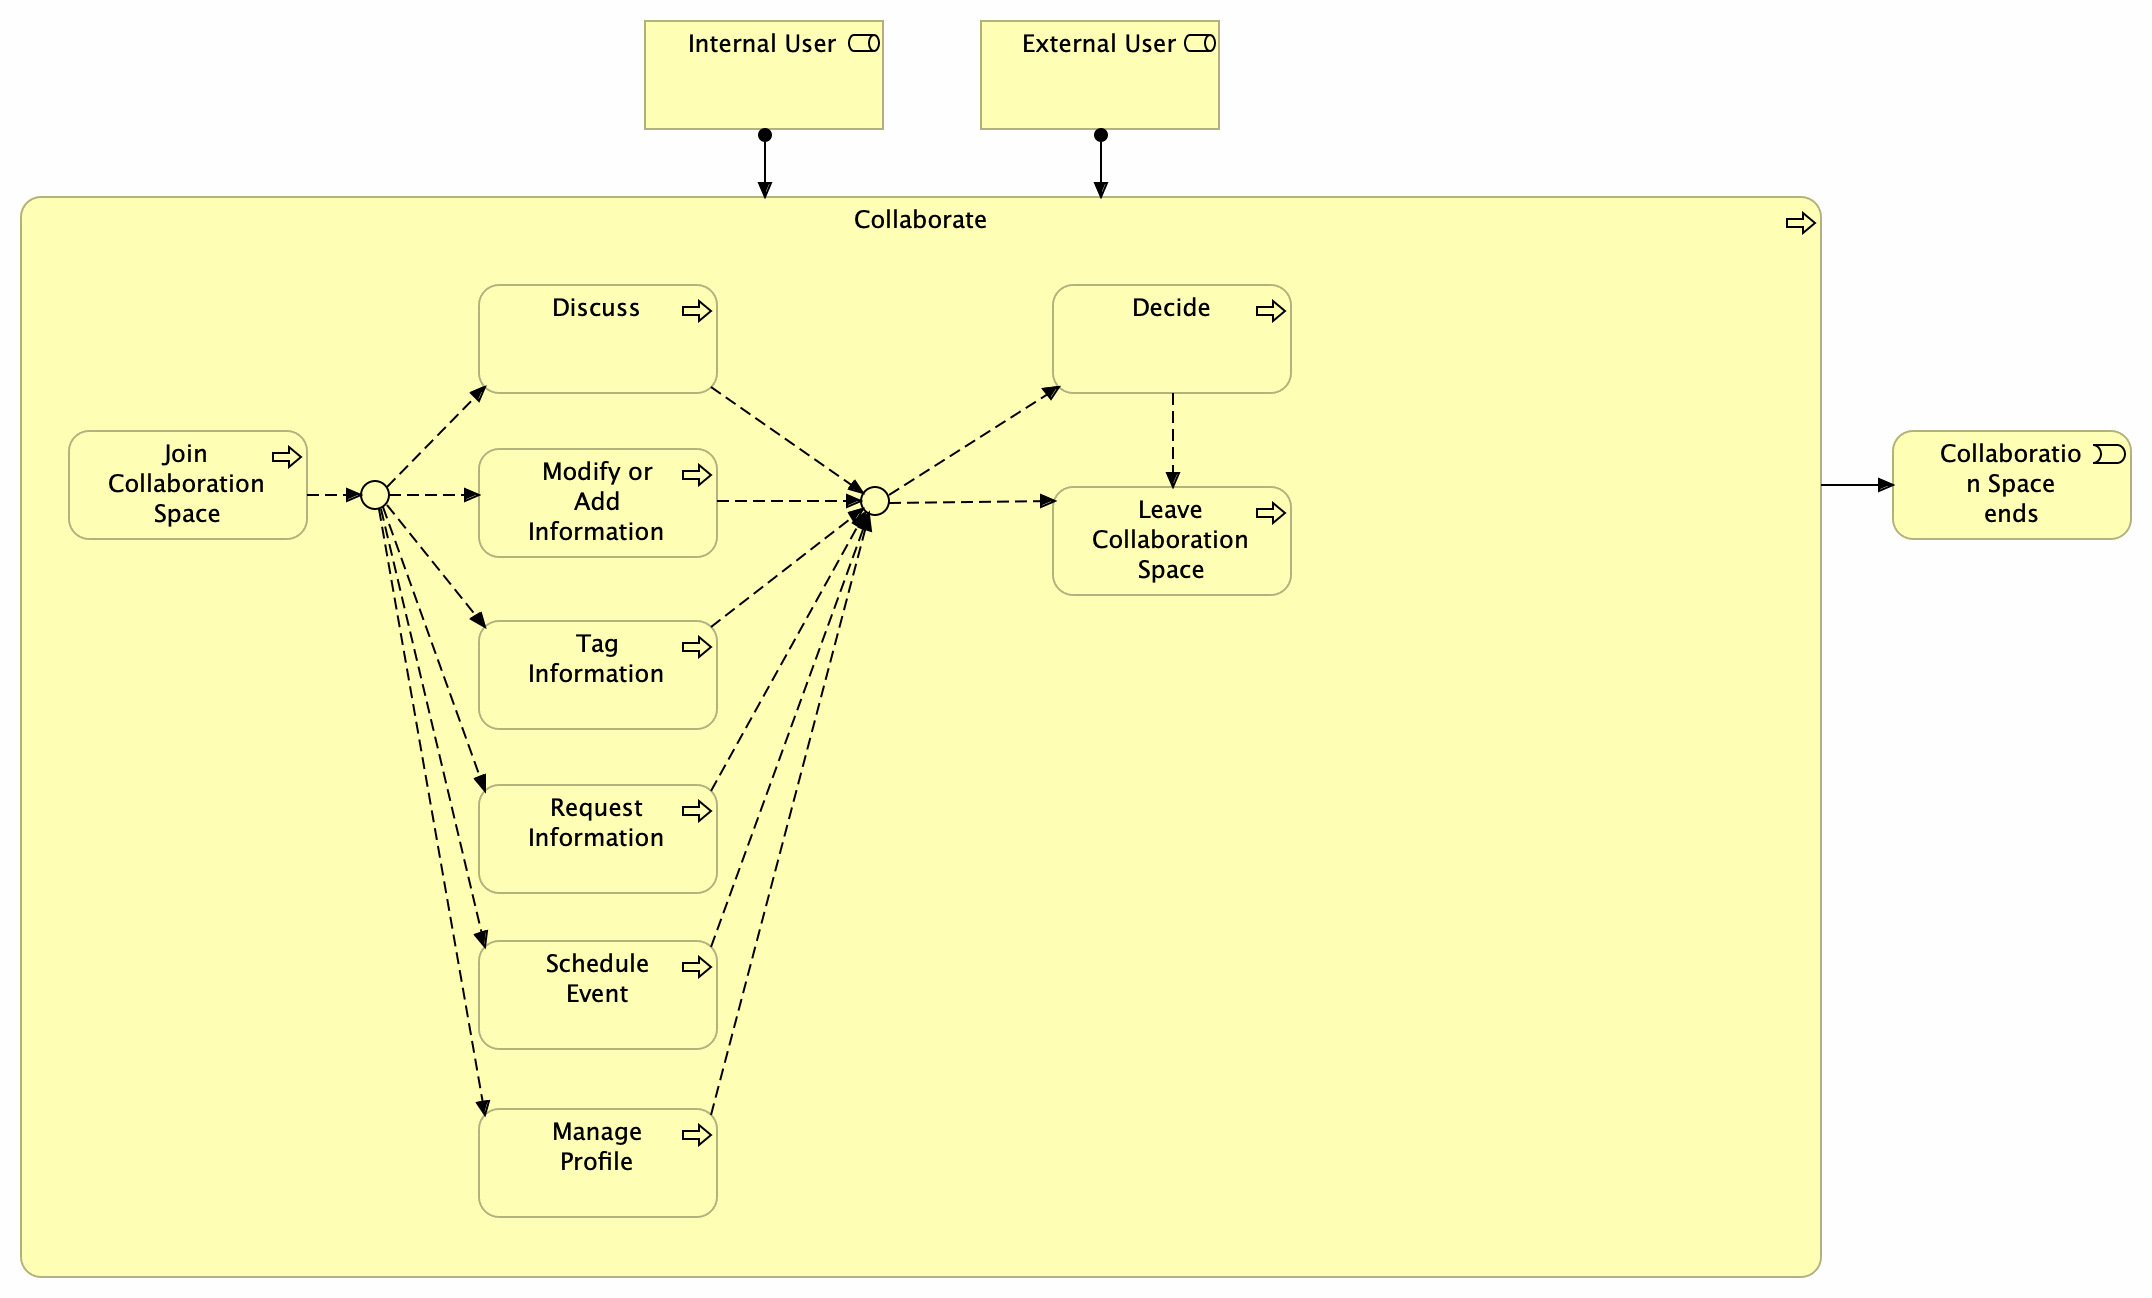 Internal User
External User
Collaborate
Discuss
Decide
Join
Collaboration
Space
Modify or
Add
Information
Leave
Collaboration
Space
Collaboratio
n Space
ends
Tag
Information
Request
Information
Schedule
Event
Manage
Profile